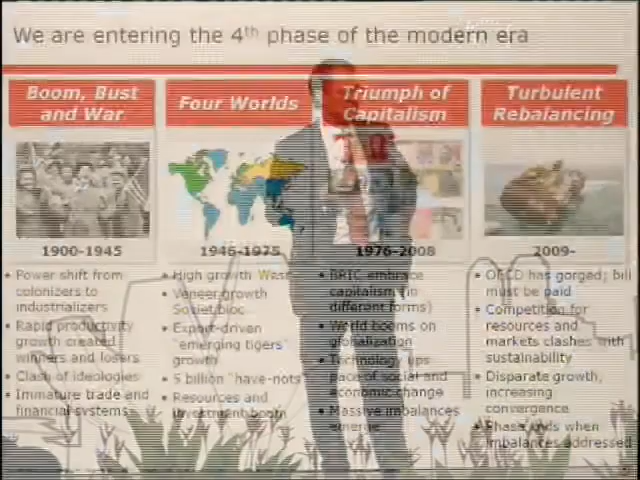 We are entering the 4th phase of the modern era
Boom, Bust
and War
1900-1945
• Power shift from
colonizers to
industrializers
• Rapid productivity
growth created
winners and losers
• Clash of ideologies
• Immature trade and
financial systems
Four Worlds
1946-1975
• High growth West
• Veneer growth
Soviet bloc
• Export-driven
"emerging tigers"
growth
• 5 billion "have-nots"
• Resources and
investment boom
Triumph of
Capitalism
1976-2008
• BRIC embrace
capitalism (in
different forms)
• World booms on
globalization
• Technology ups
pace of social and
economic change
• Massive imbalances
emerge
Turbulent
Rebalancing
2009-
• OECD has gorged; bill
must be paid
• Competition for
resources and
markets clashes with
sustainability
• Disparate growth,
increasing
convergence
• Phase ends when
imbalances addressed